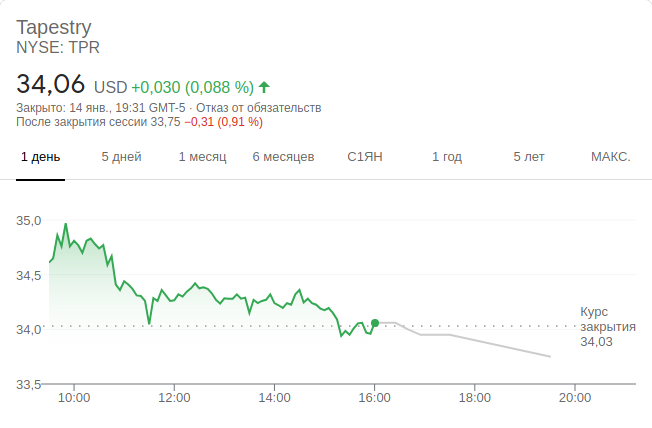 Tapestry
NYSE: TPR
34,06 USD +0,030 (0,088 %)
Закрыто: 14 янв., 19:31 GMT-5 · Отказ от обязательств
После закрытия сессии 33,75 −0,31 (0,91 %)
1 день 5 дней 1 месяц 6 месяцев С1ЯН 1 год 5 лет МАКС.
35,0
34,5
34,0
33,5
Курс
закрытия
34,03
10:00 12:00 14:00 16:00 18:00 20:00